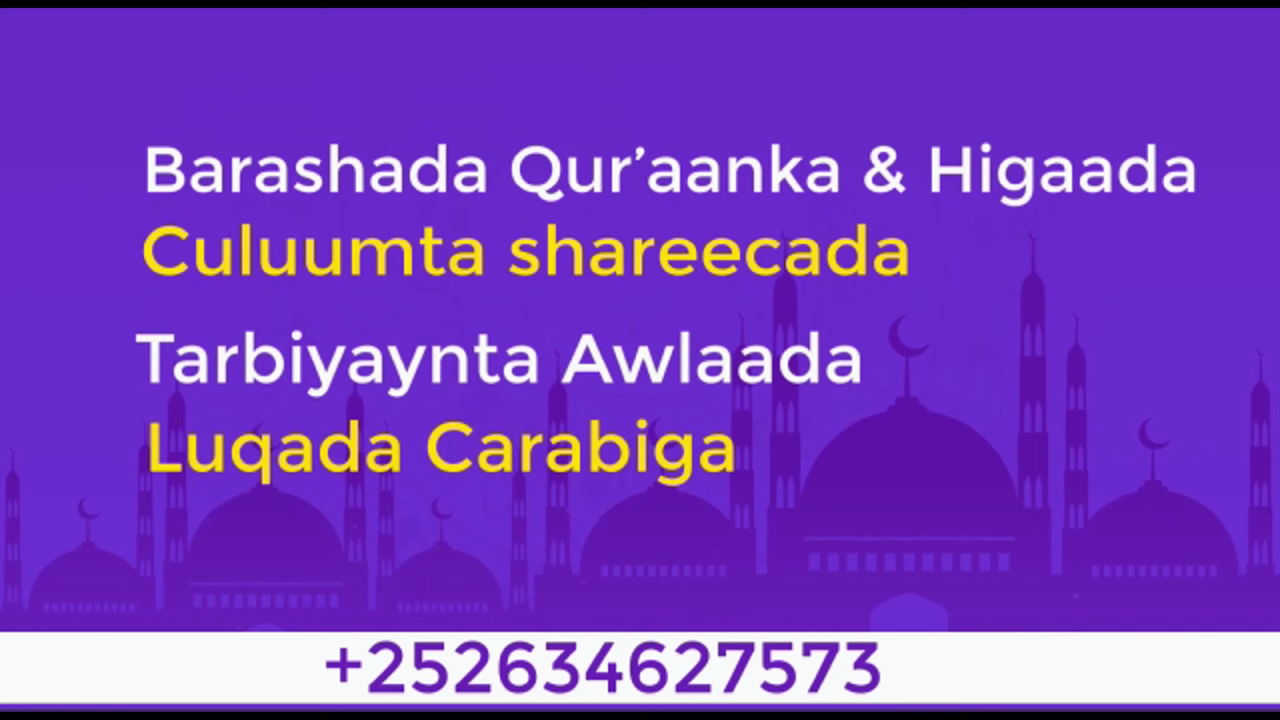 Barashada Qur’aanka & Higaada
Culuumta shareecada
Tarbiyaynta Awlaada
Luqada Carabiga
+252634627573